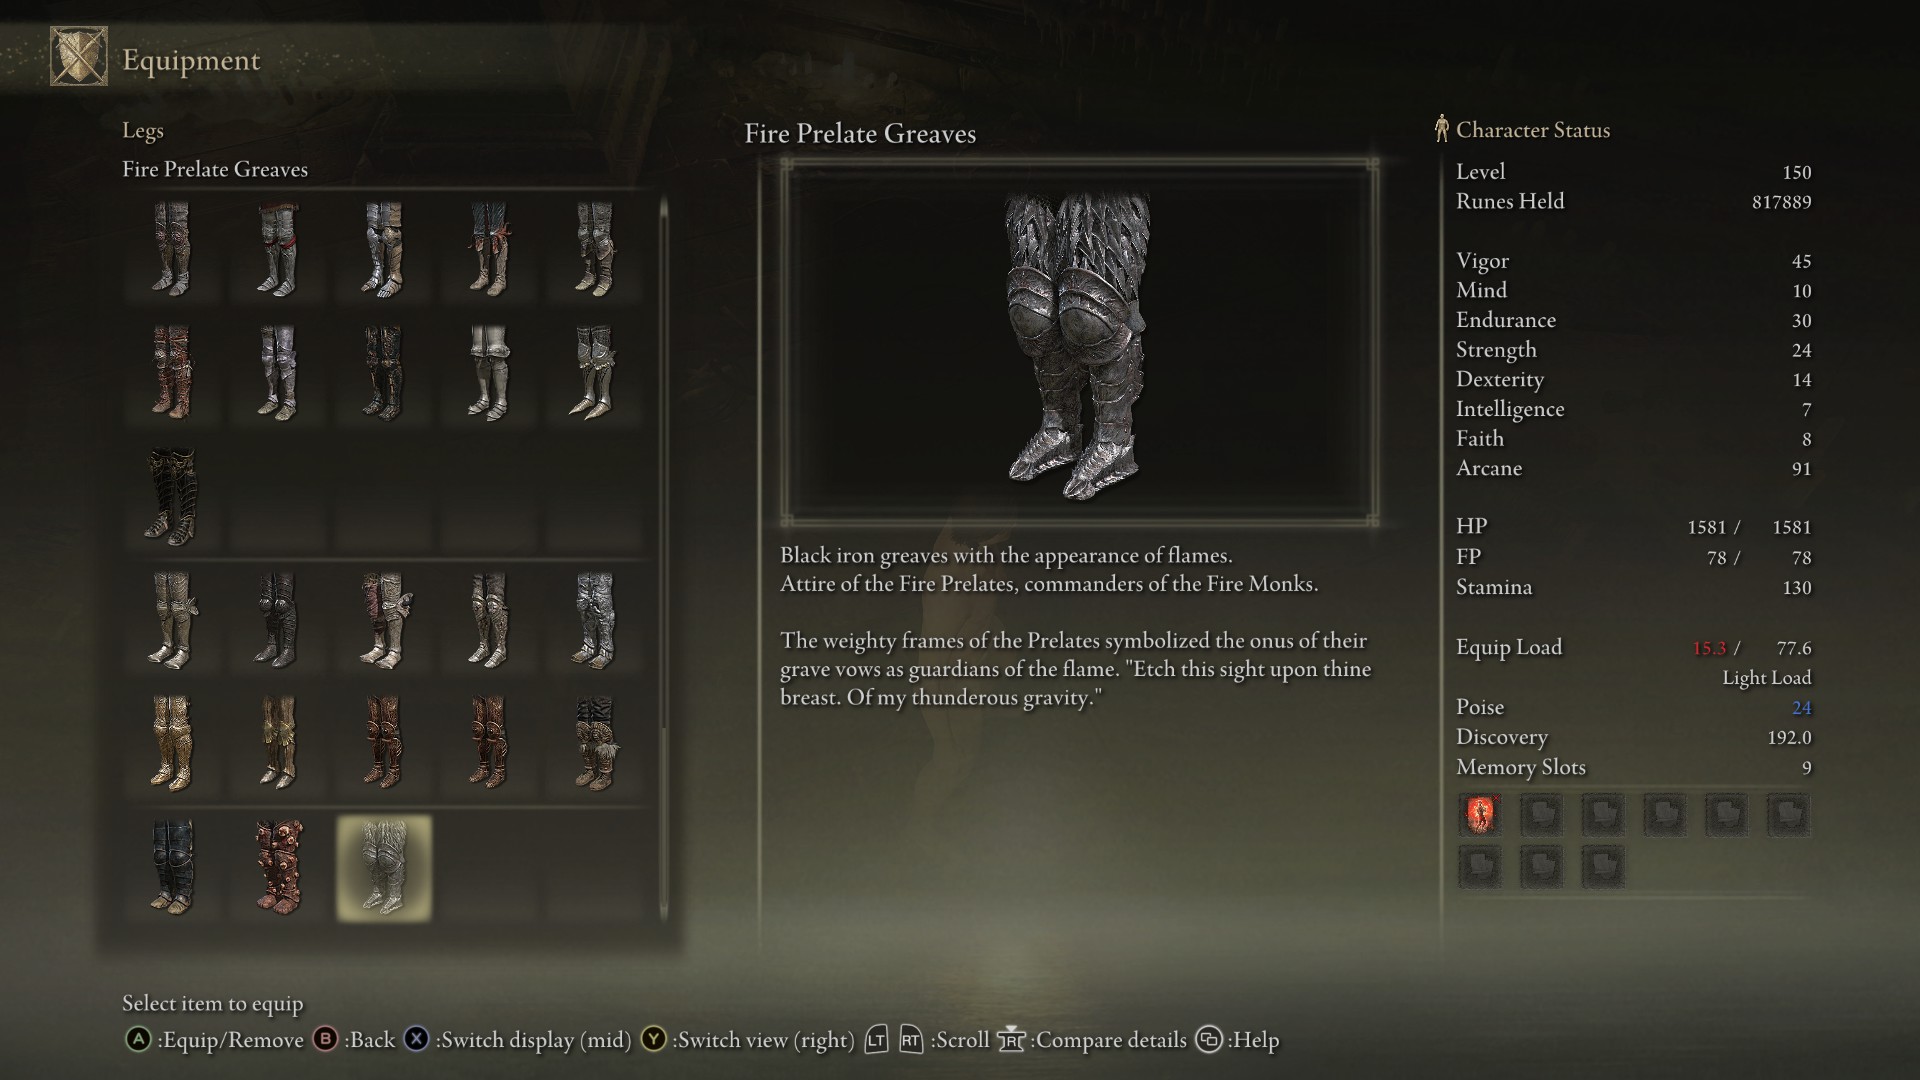 Equipment
Legs
Fire Prelate Greaves
Fire Prelate Greaves
Black iron greaves with the appearance of flames.
Attire of the Fire Prelates, commanders of the Fire Monks.
The weighty frames of the Prelates symbolized the onus of their
grave vows as guardians of the flame. "Etch this sight upon thine
breast. Of my thunderous gravity."
Character Status
Level 150
Runes Held 817889
Vigor 45
Mind 10
Endurance 30
Strength 24
Dexterity 14
Intelligence 7
Faith 8
Arcane 91
HP 1581 / 1581
FP 78 / 78
Stamina 130
Equip Load 15.3 / 77.6
Light Load
Poise 24
Discovery 192.0
Memory Slots 9
Select item to equip
A :Equip/Remove B :Back X :Switch display (mid) Y :Switch view (right) LT RT :Scroll R :Compare details :Help